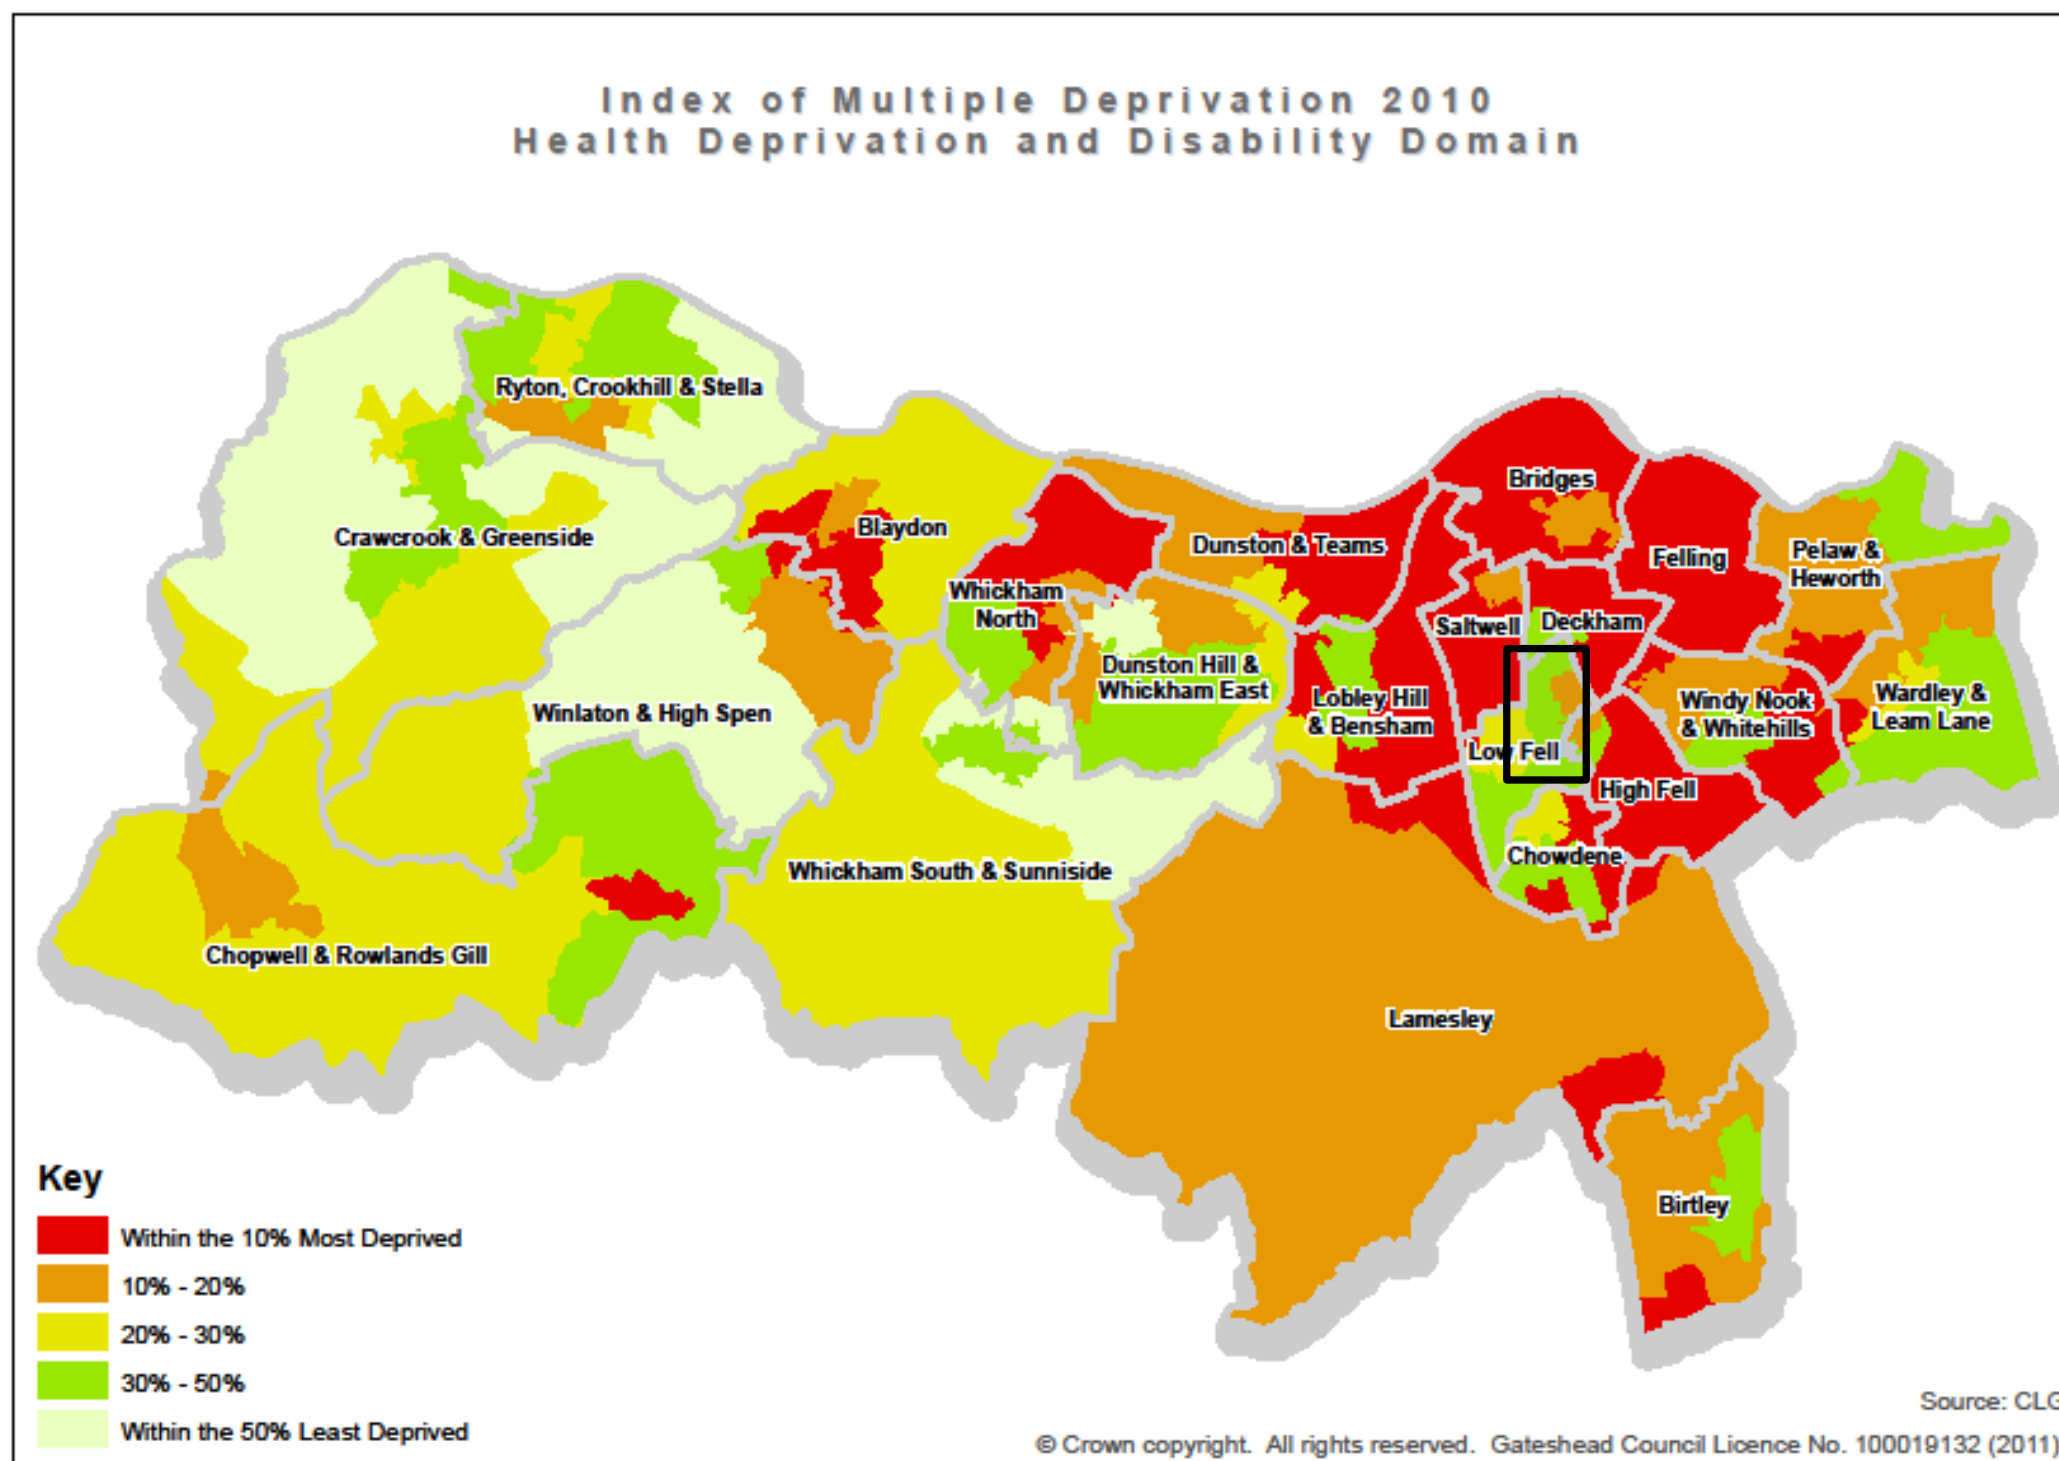 Index of Multiple Deprivation 2010
Health Deprivation and Disability Domain
Ryton, Crookhill & Stella
Crawcrook & Greenside
Blaydon
Bridges
Dunston & Teams
Felling
Pelaw &
Heworth
Whickham
North
Saltwell
Deckham
Dunston Hill &
Whickham East
Lobley Hill
& Bensham
Windy Nook
& Whitehills
Wardley &
Leam Lane
Winlaton & High Spen
Low Fell
High Fell
Whickham South & Sunniside
Chowdene
Chopwell & Rowlands Gill
Lamesley
Birtley
Key
Within the 10% Most Deprived
10% - 20%
20% - 30%
30% - 50%
Within the 50% Least Deprived
Source: CLG
© Crown copyright. All rights reserved. Gateshead Council Licence No. 100019132 (2011)